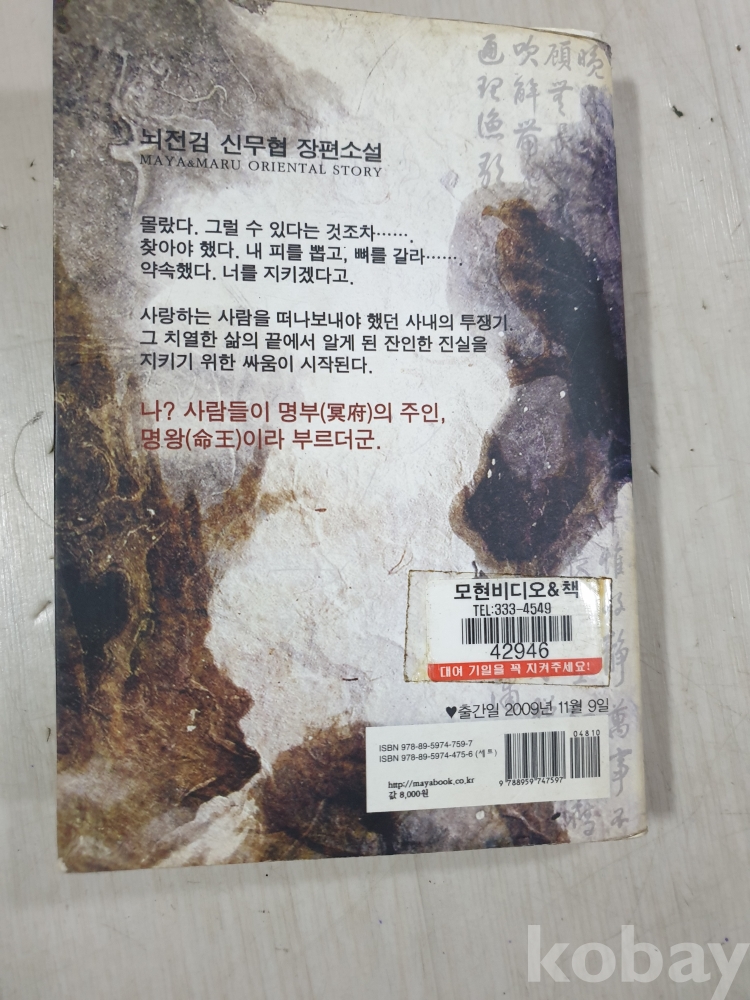 뇌전검 신무협 장편소설
MAYA&MARU ORIENTAL STORY
몰랐다. 그럴 수 있다는 것조차…….
찾아야 했다. 내 피를 뽑고, 뼈를 갈라…….
약속했다. 너를 지키겠다고.
사랑하는 사람을 떠나보내야 했던 사내의 투쟁기.
그 치열한 삶의 끝에서 알게 된 잔인한 진실을
지키기 위한 싸움이 시작된다.
나? 사람들이 명부(冥府)의 주인,
명왕(命王)이라 부르더군.
모현비디오&책
TEL:333-4549
42946
대여 기일을 꼭 지켜주세요!
♥출간일 2009년 11월 9일
ISBN 978-89-5974-759-7
ISBN 978-89-5974-475-6 (세트)
http://mayabook.co.kr
값 8,000원
04810
9 788959 747597
kobay